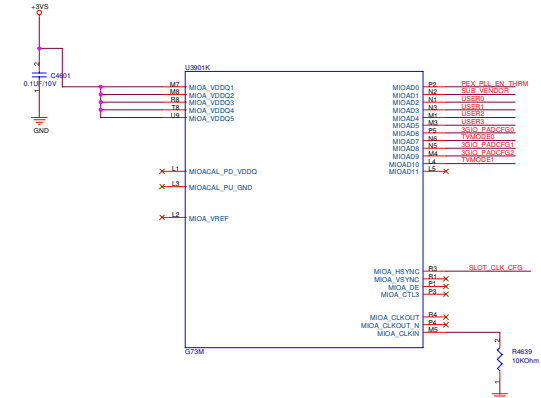 +3VS
U3901K
C4601
0.1UF/10V
GND
M7 MIOA_VDDQ1
M8 MIOA_VDDQ2
R8 MIOA_VDDQ3
T8 MIOA_VDDQ4
U9 MIOA_VDDQ5
L1 MIOACAL_PD_VDDQ
L3 MIOACAL_PU_GND
L2 MIOA_VREF
MIOAD0 P2 PEX_PLL_EN_THRM
MIOAD1 N2 SUB_VENDOR
MIOAD2 N1 USER0
MIOAD3 N3 USER1
MIOAD4 M1 USER2
MIOAD5 M3 USER3
MIOAD6 P5 3GIO_PADCFG0
MIOAD7 N6 TVMODE0
MIOAD8 N5 3GIO_PADCFG1
MIOAD9 M4 3GIO_PADCFG2
MIOAD10 L4 TVMODE1
MIOAD11 L5
MIOA_HSYNC R3 SLOT_CLK_CFG
MIOA_VSYNC R1
MIOA_DE P1
MIOA_CTL3 P3
MIOA_CLKOUT R4
MIOA_CLKOUT_N P4
MIOA_CLKIN M5
G73M
2
1
2
R4639
10KOhm
1